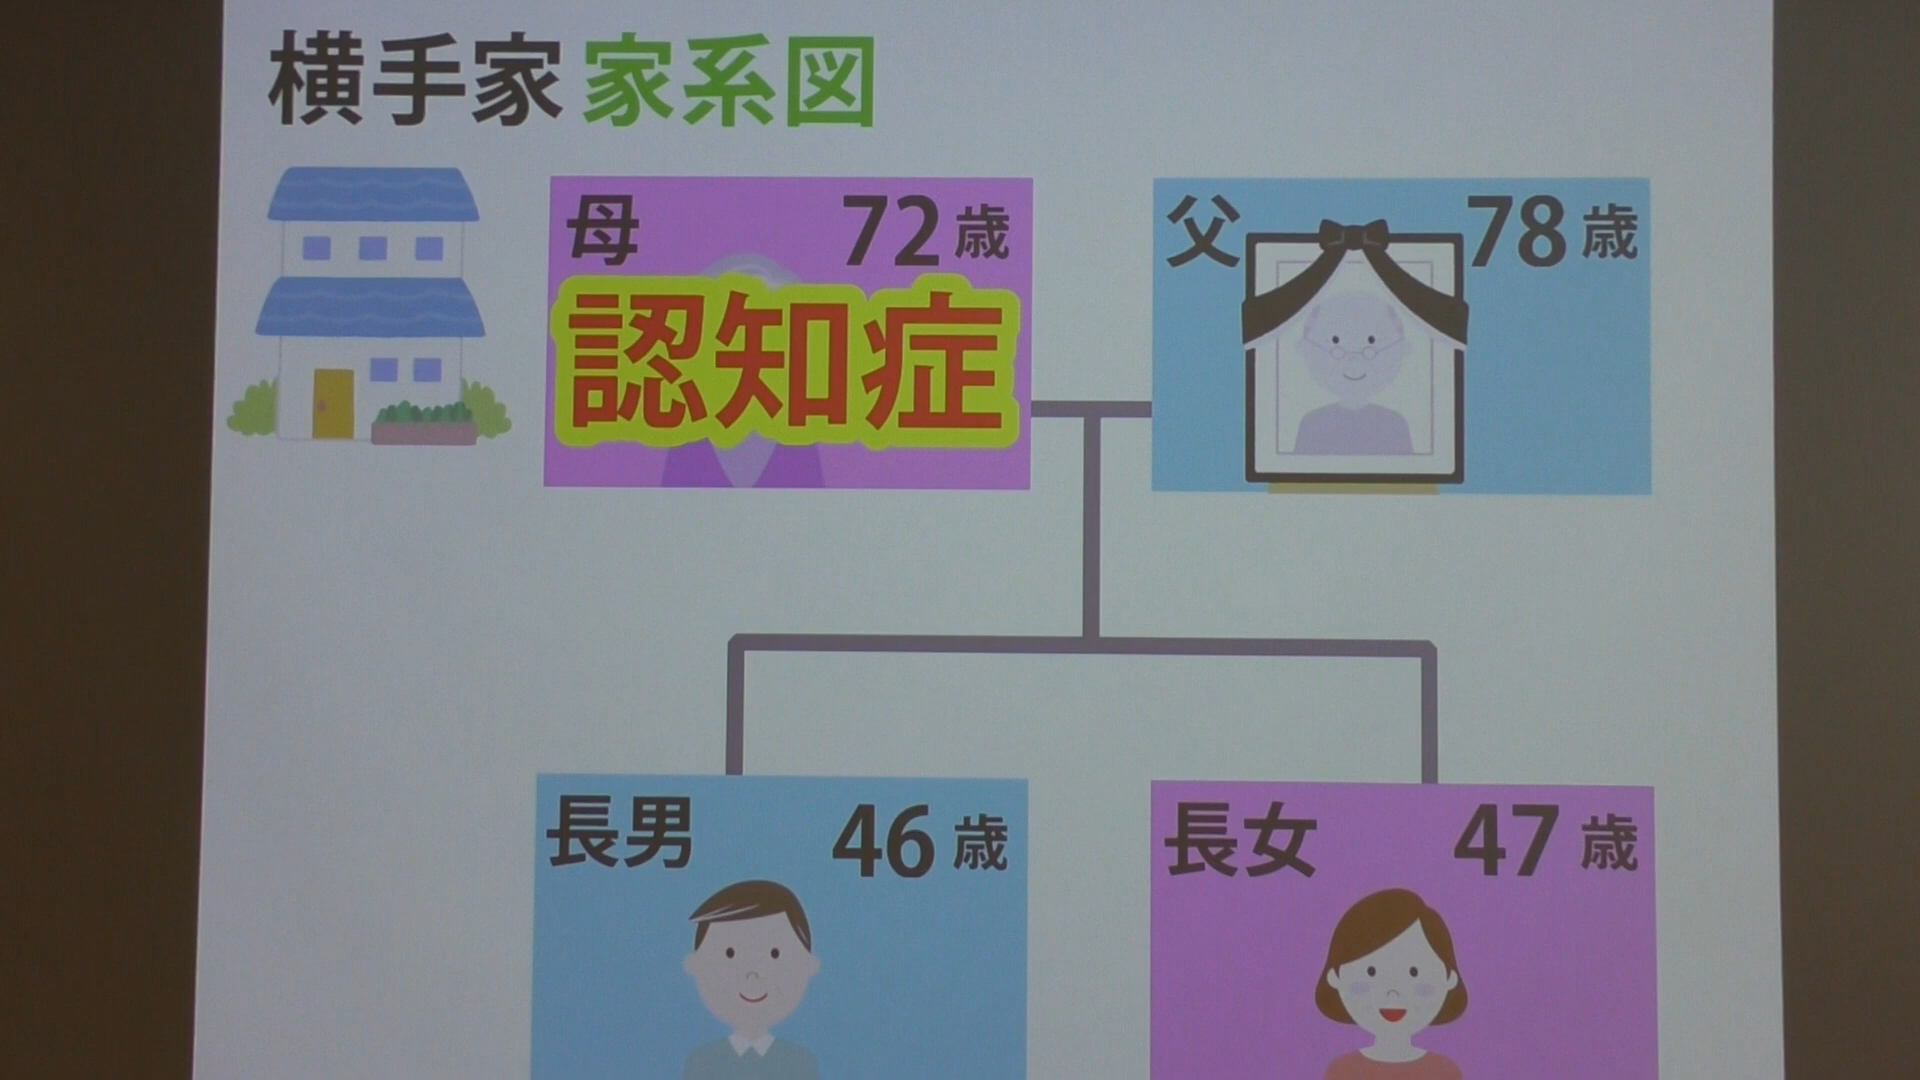 横手家 家系図
母 72歳
父 78歳
認知症
長男 46歳
長女 47歳